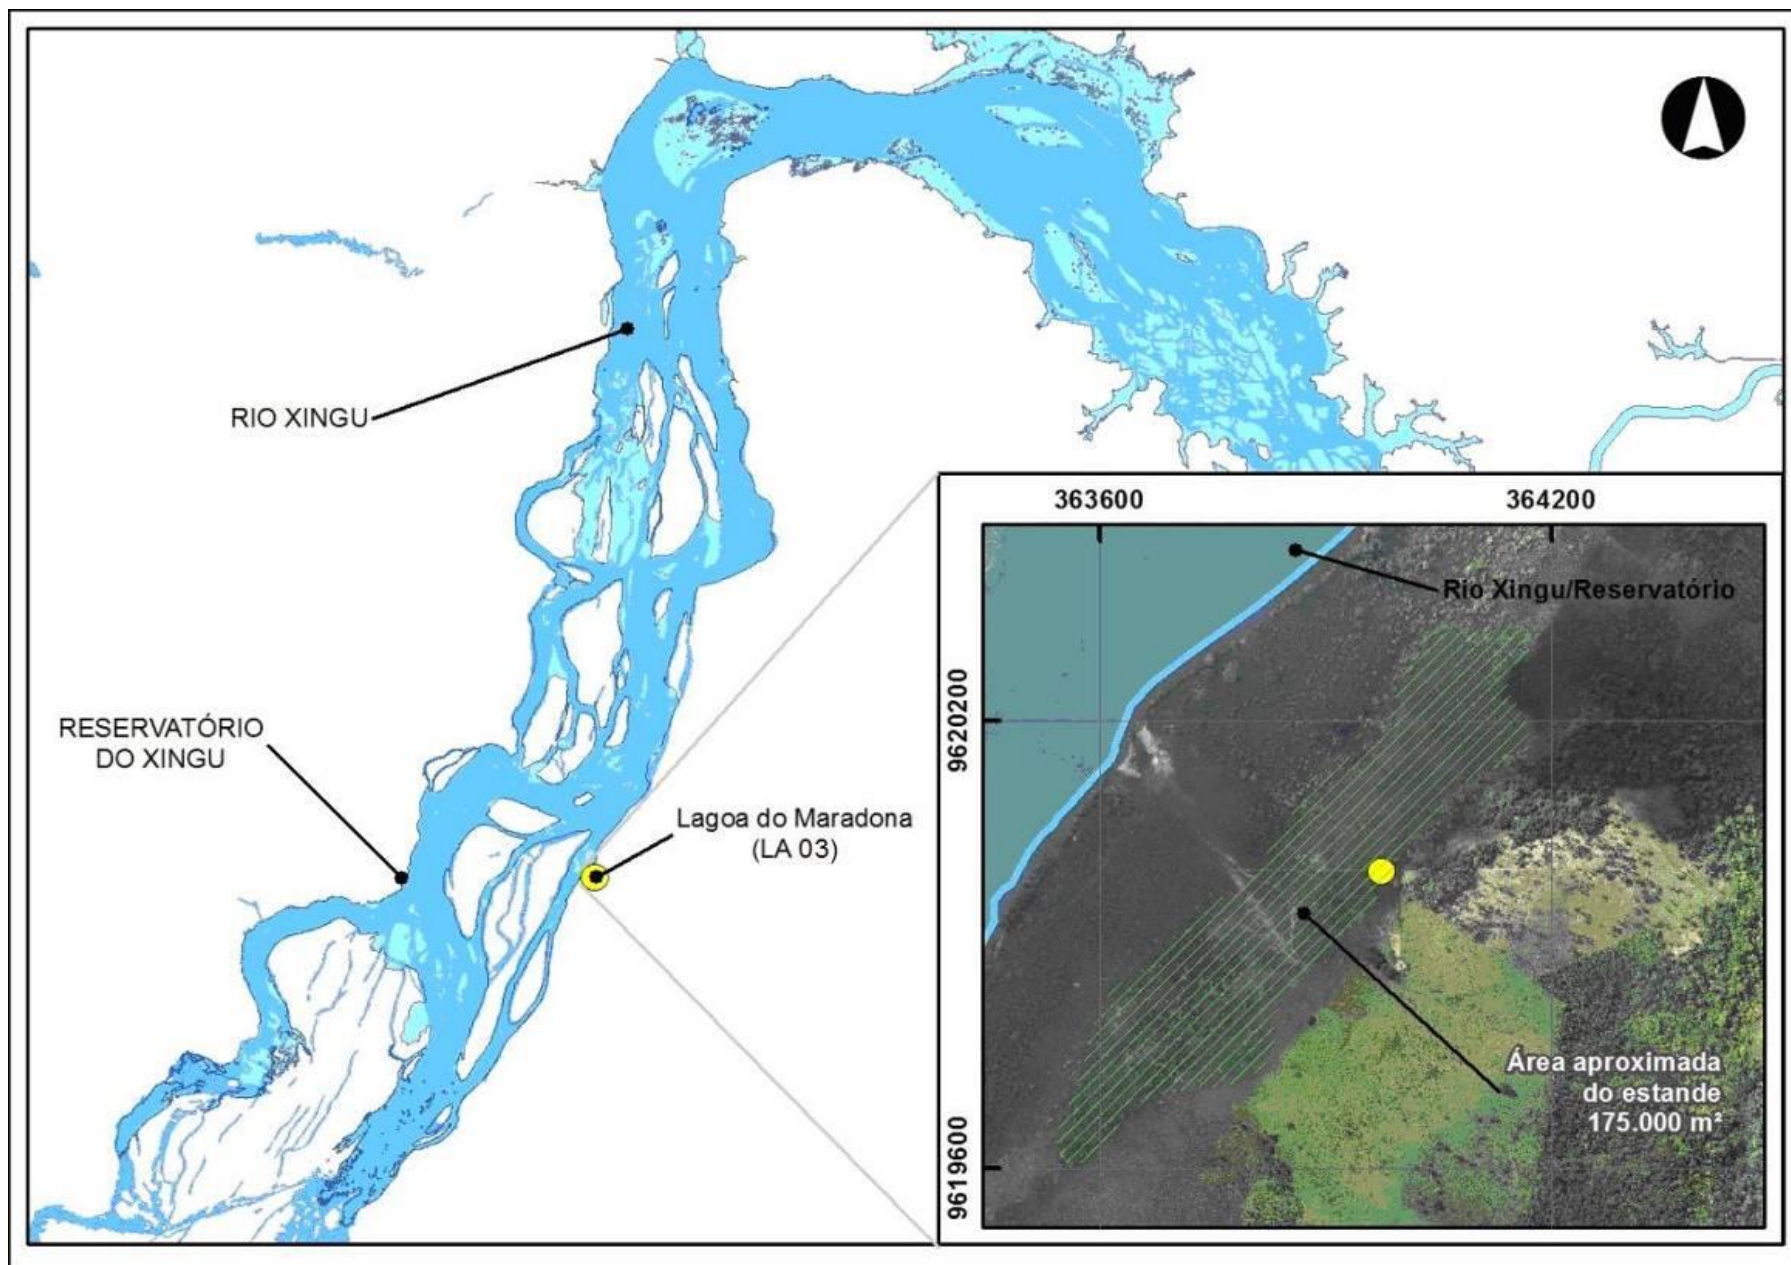 RIO XINGU
RESERVATÓRIO
DO XINGU
Lagoa do Maradona
(LA 03)
363600
364200
Rio Xingu/Reservatório
9620200
9619600
Área aproximada
do estande
175.000 m²